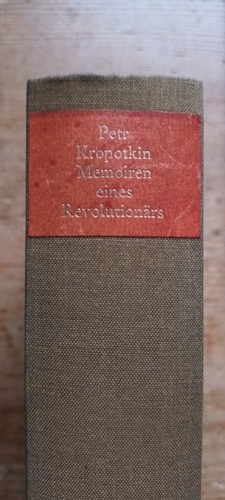 Petr
Kropotkin
Memoiren
eines
Revolutionärs